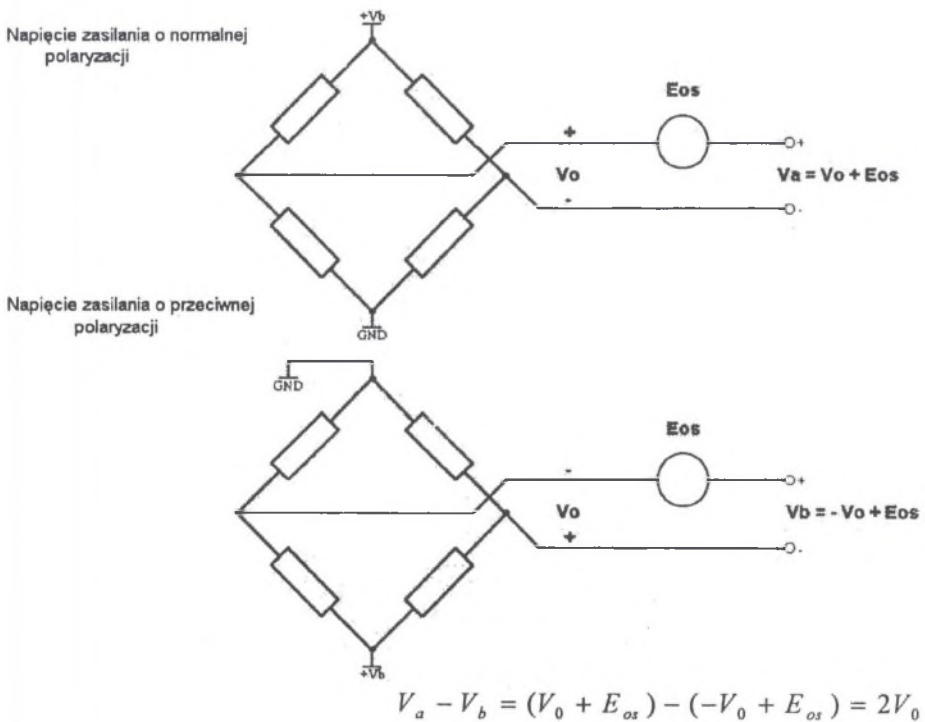 +Vb
Napięcie zasilania o normalnej
polaryzacji
Eos
+
+
Vo
Va = Vo + Eos
-
-
Napięcie zasilania o przeciwnej
polaryzacji
GND
GND
Eos
-
+
Vo
Vb = - Vo + Eos
+
-
+Vb
V_a − V_b = (V_0 + E_os) − (−V_0 + E_os) = 2V_0